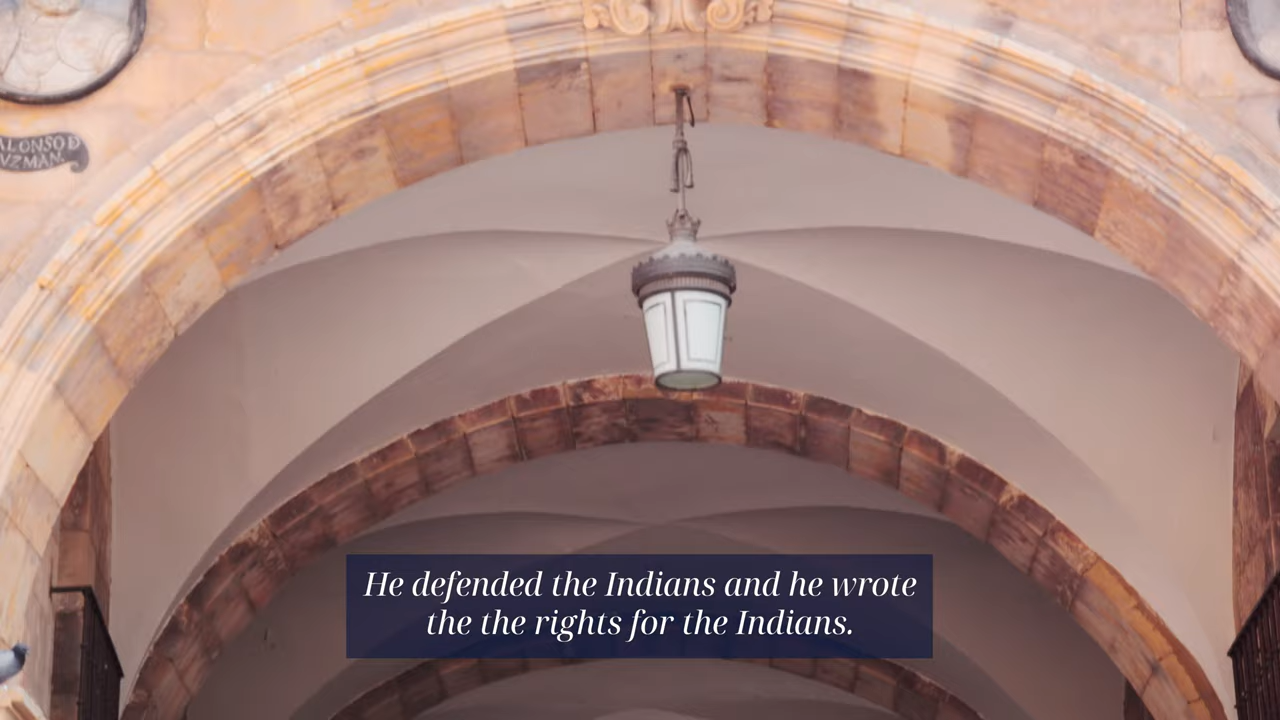 ALONSO D
VZMAN.
He defended the Indians and he wrote
the the rights for the Indians.